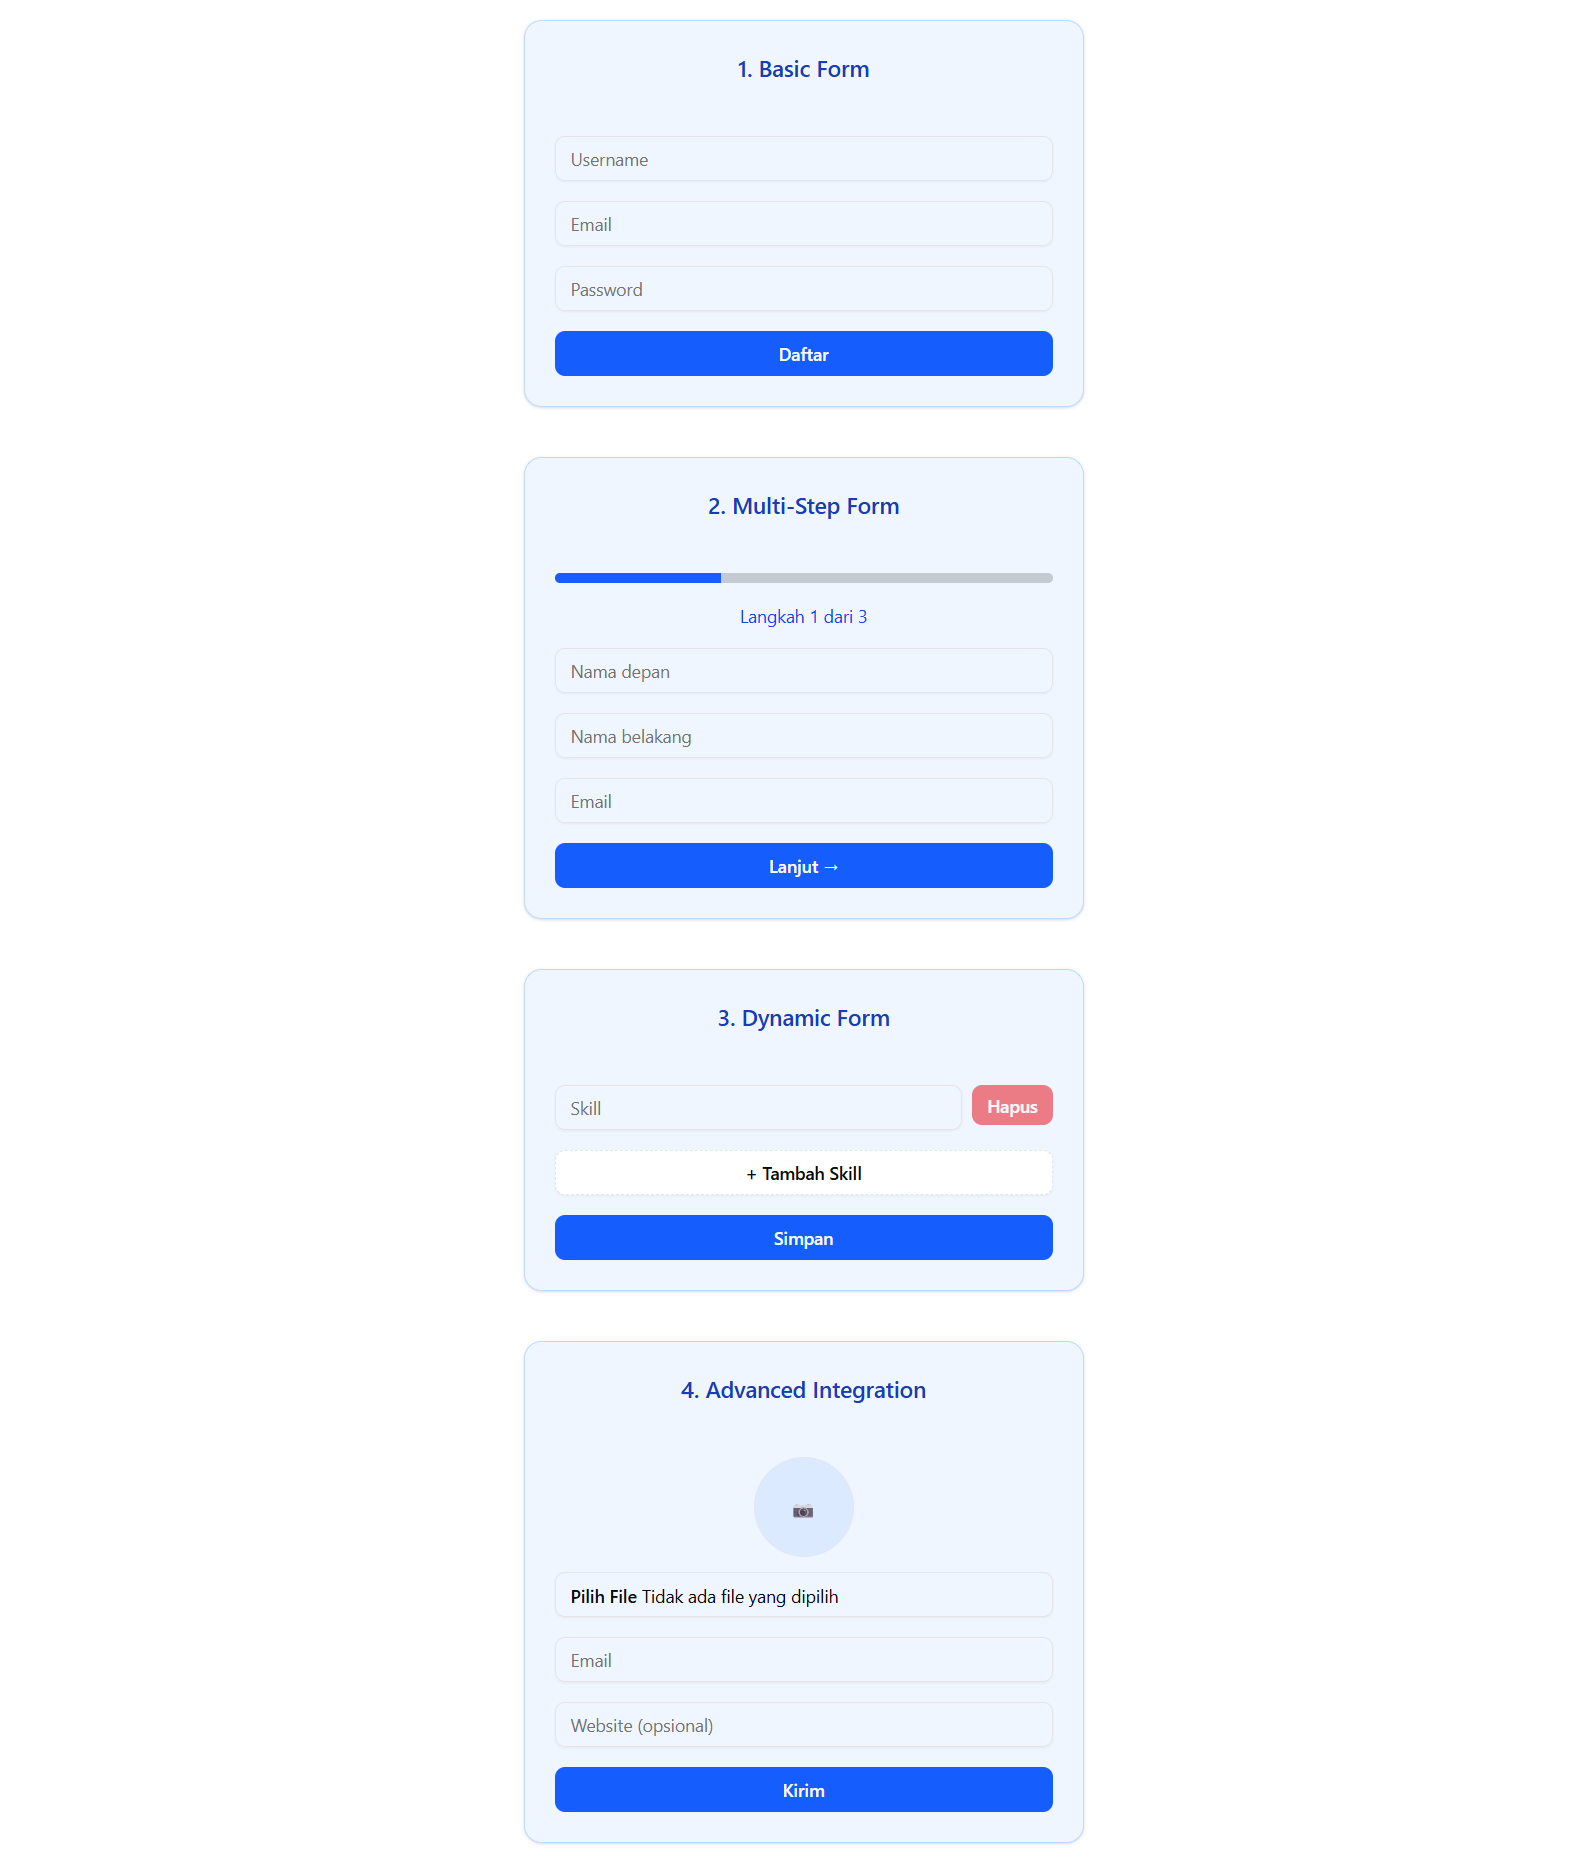 1. Basic Form
Username
Email
Password
Daftar
2. Multi-Step Form
Langkah 1 dari 3
Nama depan
Nama belakang
Email
Lanjut →
3. Dynamic Form
Skill
Hapus
+ Tambah Skill
Simpan
4. Advanced Integration
Pilih File Tidak ada file yang dipilih
Email
Website (opsional)
Kirim